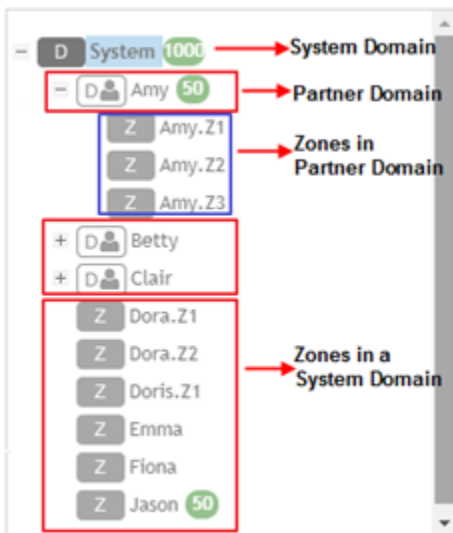 − D System 1000 System Domain
− D Amy 50 Partner Domain
Z Amy.Z1
Zones in
Partner Domain
Z Amy.Z2
Z Amy.Z3
+ D Betty
+ D Clair
Z Dora.Z1
Z Dora.Z2
Zones in a
System Domain
Z Doris.Z1
Z Emma
Z Fiona
Z Jason 50